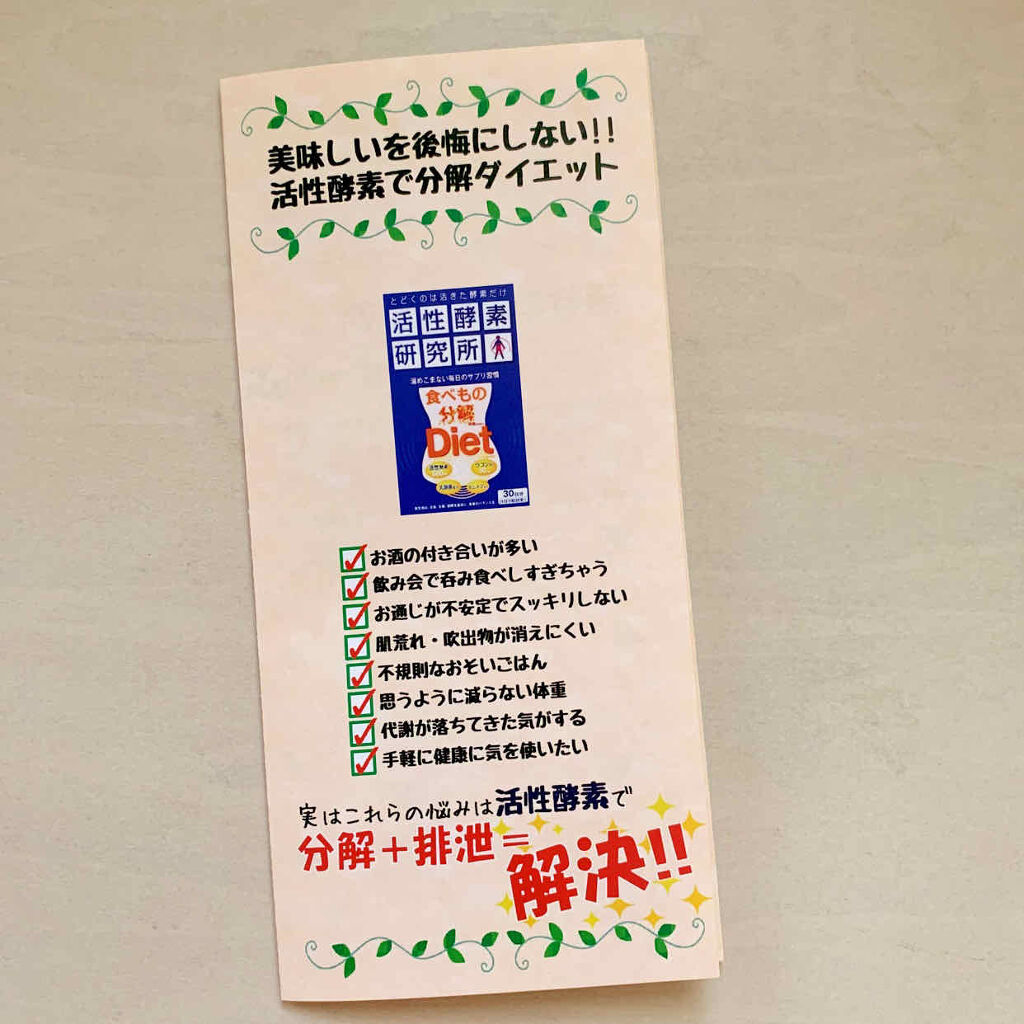 美味しいを後悔にしない!!
活性酵素で分解ダイエット
とどくのは活きた酵素だけ
活性酵素
研究所
溜めこまない毎日のサプリ習慣
食べもの
分解
Diet
30日分
お酒の付き合いが多い
飲み会で呑み食べしすぎちゃう
お通じが不安定でスッキリしない
肌荒れ・吹出物が消えにくい
不規則なおそいごはん
思うように減らない体重
代謝が落ちてきた気がする
手軽に健康に気を使いたい
実はこれらの悩みは活性酵素で
分解＋排泄＝
解決!!